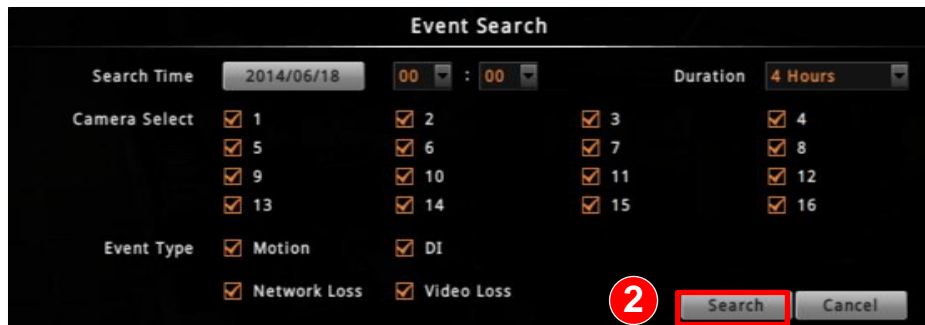 Event Search
Search Time 2014/06/18 00 : 00 Duration 4 Hours
Camera Select 1 2 3 4
5 6 7 8
9 10 11 12
13 14 15 16
Event Type Motion DI
Network Loss Video Loss
2 Search Cancel